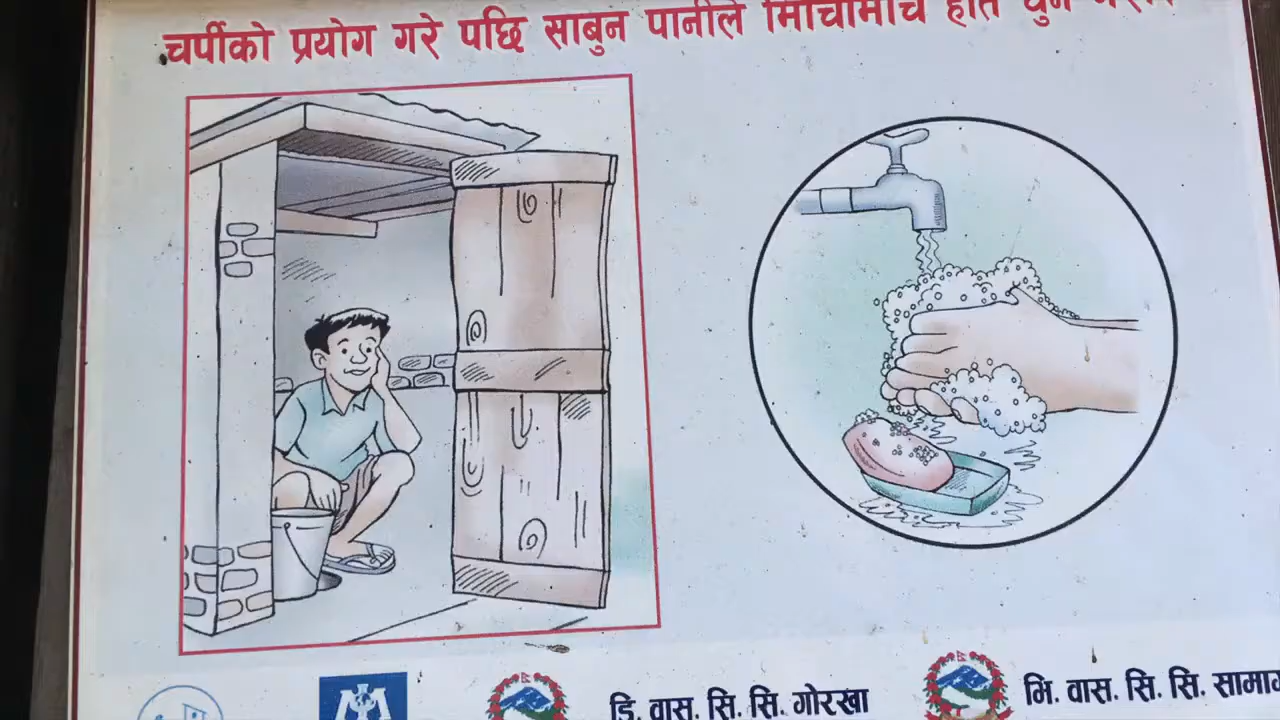 चर्पीको प्रयोग गरे पछि साबुन पानीले मिचीमिची हात धुने
डि. वास. सि. सि. गोरखा
भि. वास. सि. सि.